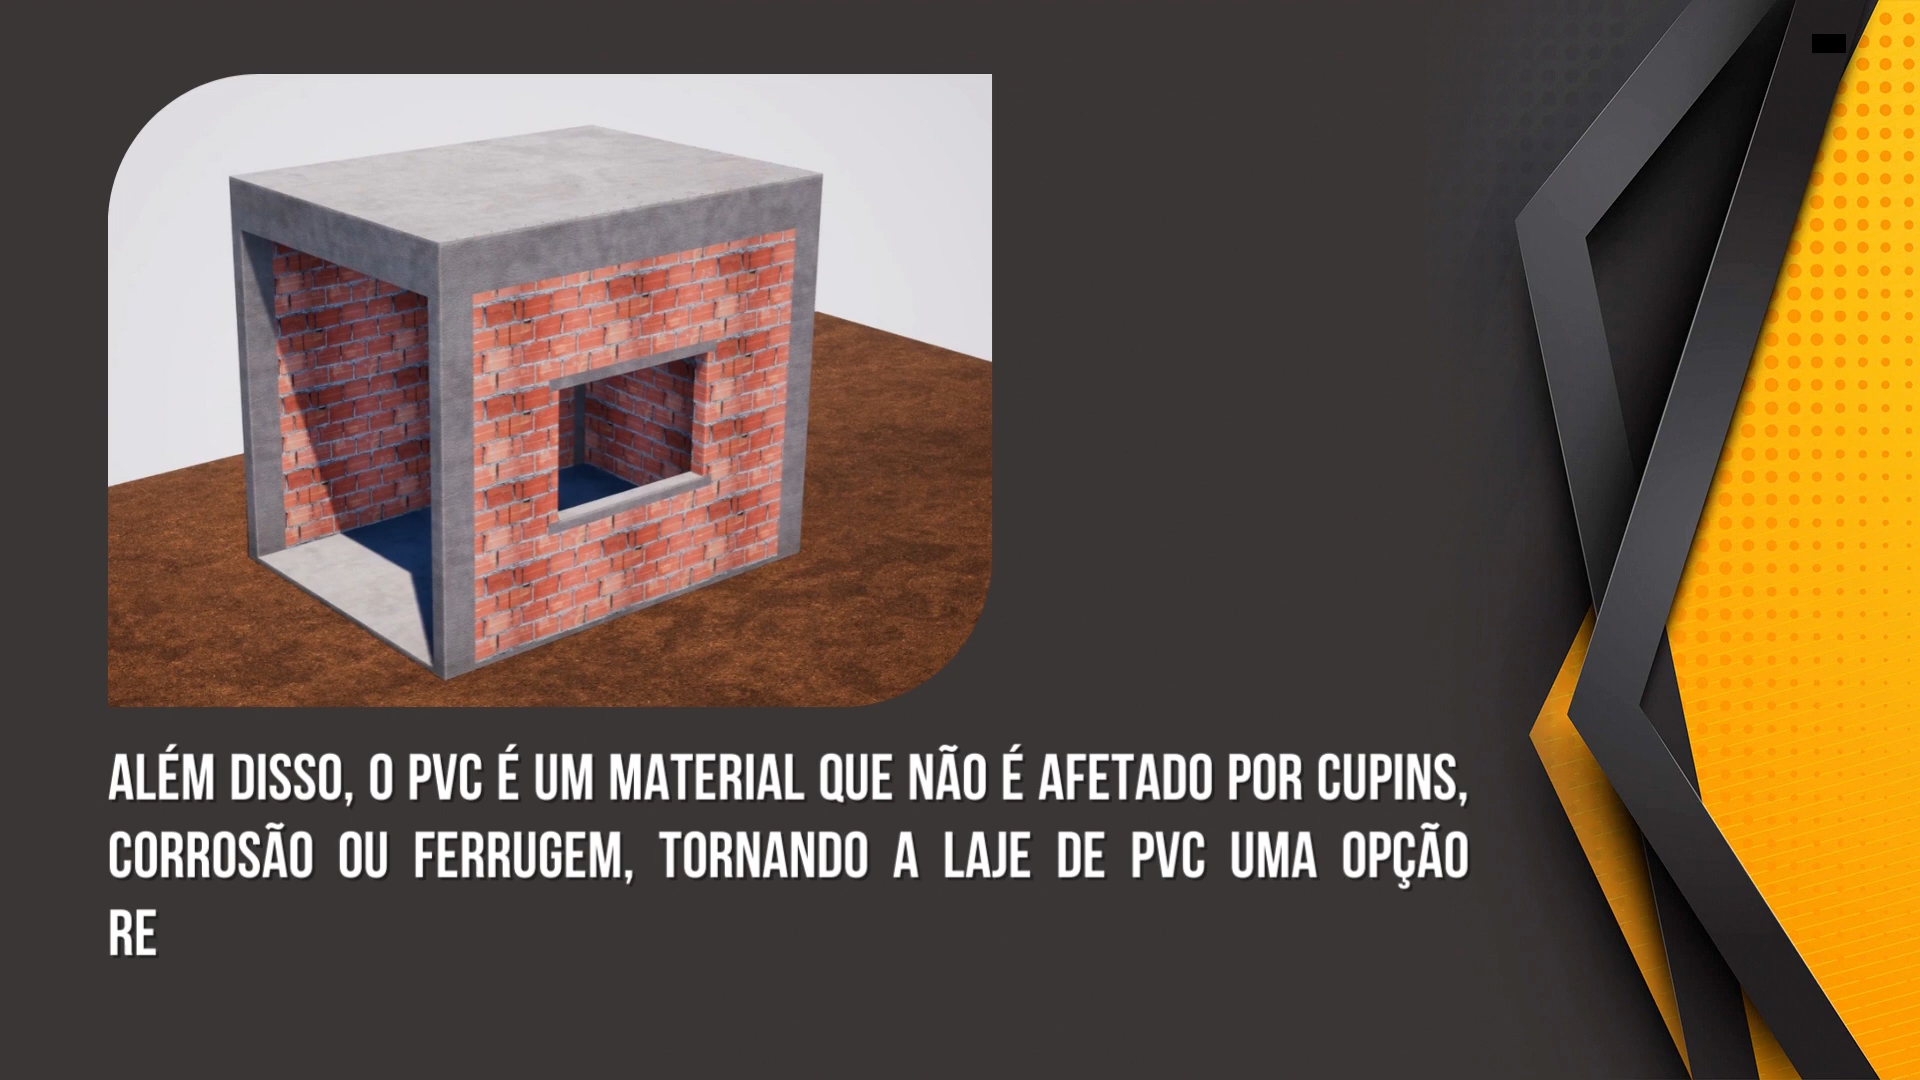 ALÉM DISSO, O PVC É UM MATERIAL QUE NÃO É AFETADO POR CUPINS,
CORROSÃO OU FERRUGEM, TORNANDO A LAJE DE PVC UMA OPÇÃO
RE